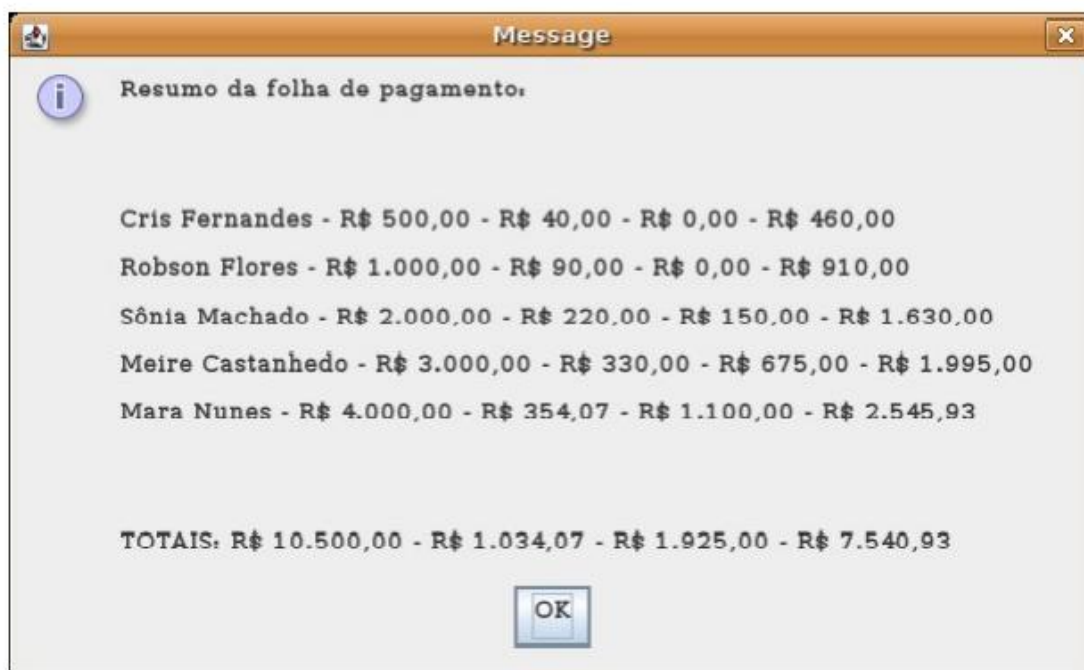 Message
Resumo da folha de pagamento:
Cris Fernandes - R$ 500,00 - R$ 40,00 - R$ 0,00 - R$ 460,00
Robson Flores - R$ 1.000,00 - R$ 90,00 - R$ 0,00 - R$ 910,00
Sônia Machado - R$ 2.000,00 - R$ 220,00 - R$ 150,00 - R$ 1.630,00
Meire Castanhedo - R$ 3.000,00 - R$ 330,00 - R$ 675,00 - R$ 1.995,00
Mara Nunes - R$ 4.000,00 - R$ 354,07 - R$ 1.100,00 - R$ 2.545,93
TOTAIS: R$ 10.500,00 - R$ 1.034,07 - R$ 1.925,00 - R$ 7.540,93
OK